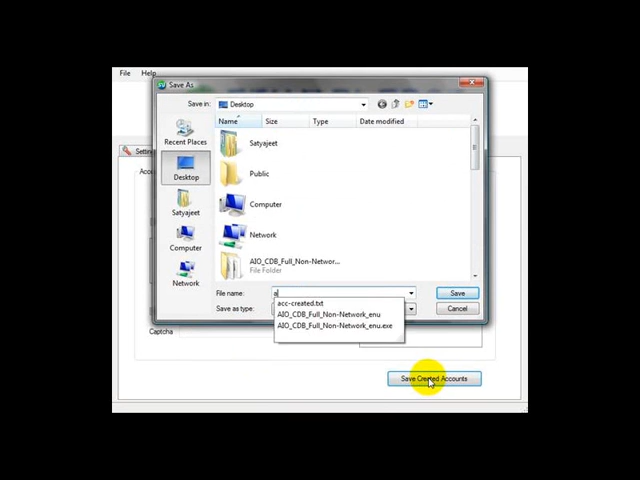 File Help
Save As
Save in: Desktop
Name Size Type Date modified
Recent Places
Desktop
Satyajeet
Computer
Network
Satyajeet
Public
Computer
Network
AIO_CDB_Full_Non-Networ...
File Folder
File name: a
Save
acc-created.txt
Save as type:
Cancel
AIO_CDB_Full_Non-Network_enu
AIO_CDB_Full_Non-Network_enu.exe
Captcha
Save Created Accounts